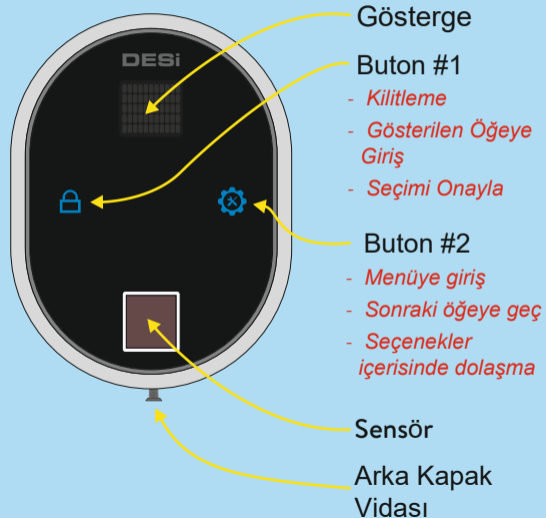 DESi
Gösterge
Buton #1
- Kilitleme
- Gösterilen Öğeye
Giriş
- Seçimi Onayla
Buton #2
- Menüye giriş
- Sonraki öğeye geç
- Seçenekler
içerisinde dolaşma
Sensör
Arka Kapak
Vidası